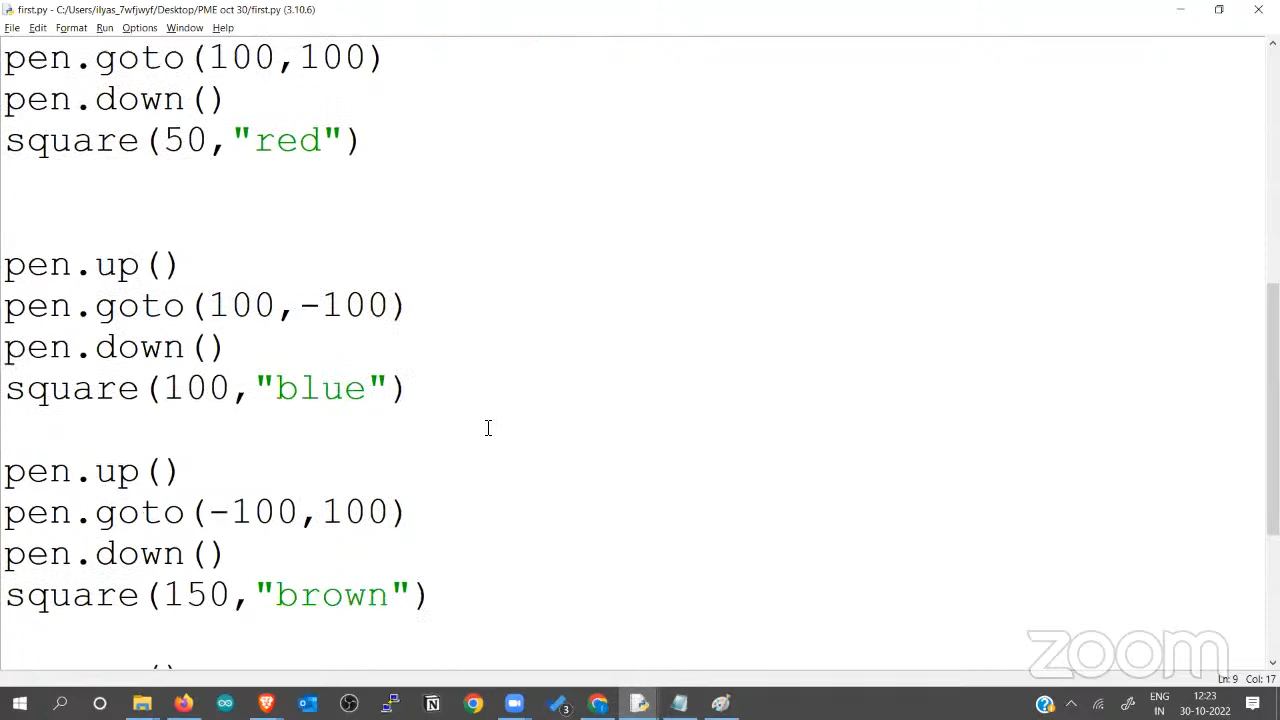 first.py - C:/Users/ilyas_7wfjwyf/Desktop/PME oct 30/first.py (3.10.6)
File Edit Format Run Options Window Help
pen.goto(100,100)
pen.down()
square(50,"red")
pen.up()
pen.goto(100,-100)
pen.down()
square(100,"blue")
pen.up()
pen.goto(-100,100)
pen.down()
square(150,"brown")
zoom
Ln: 9 Col: 17
3
ENG
IN
12:23
30-10-2022